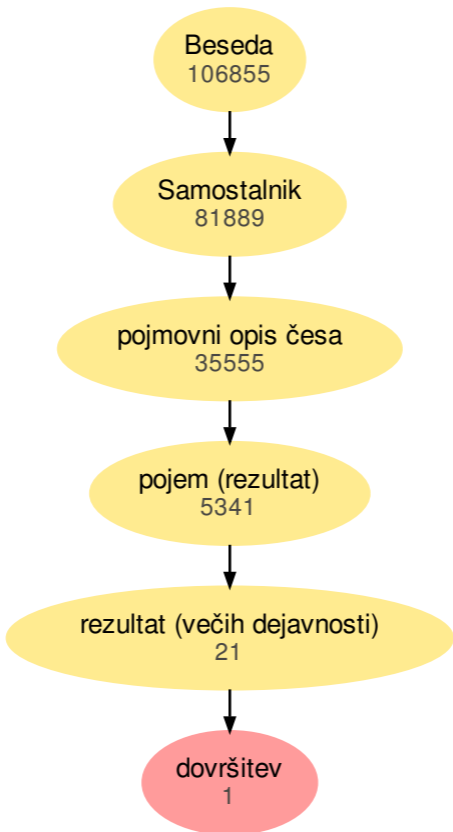 Beseda
106855
Samostalnik
81889
pojmovni opis česa
35555
pojem (rezultat)
5341
rezultat (večih dejavnosti)
21
dovršitev
1